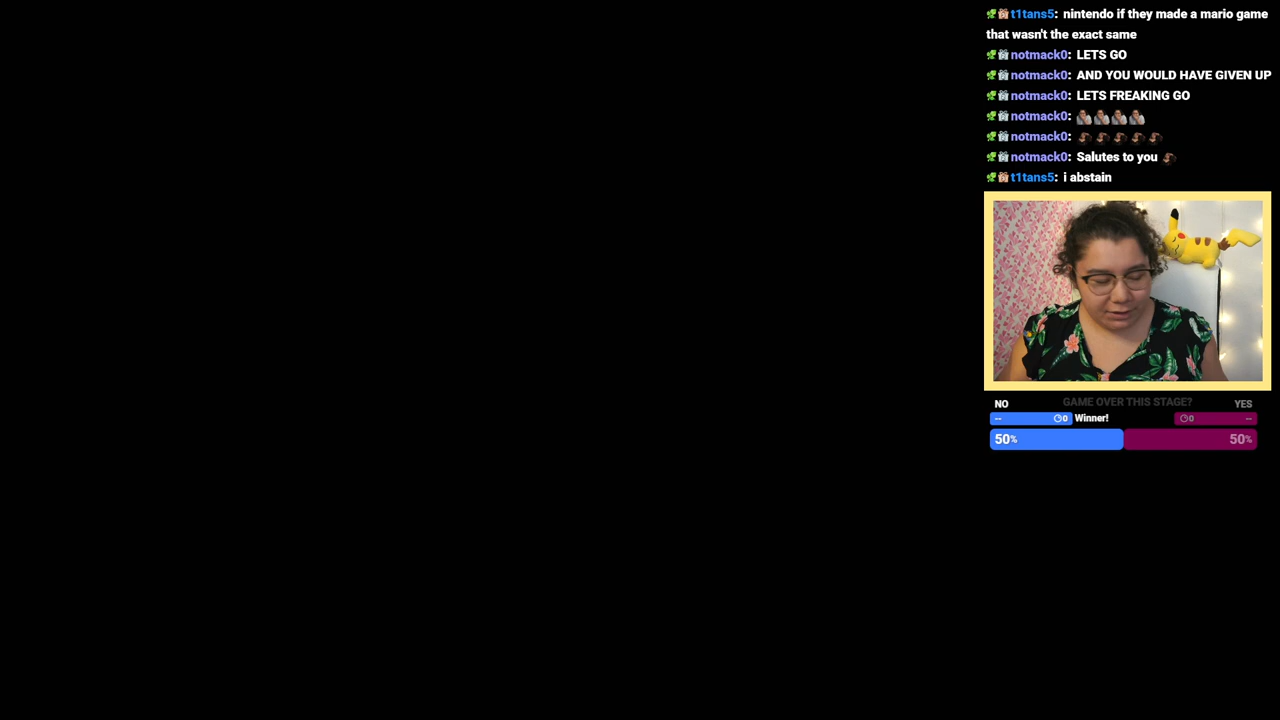 t1tans5: nintendo if they made a mario game
that wasn't the exact same
notmack0: LETS GO
notmack0: AND YOU WOULD HAVE GIVEN UP
notmack0: LETS FREAKING GO
notmack0:
notmack0:
notmack0: Salutes to you
t1tans5: i abstain
GAME OVER THIS STAGE?
NO YES
-- 0 Winner! 0 --
50% 50%